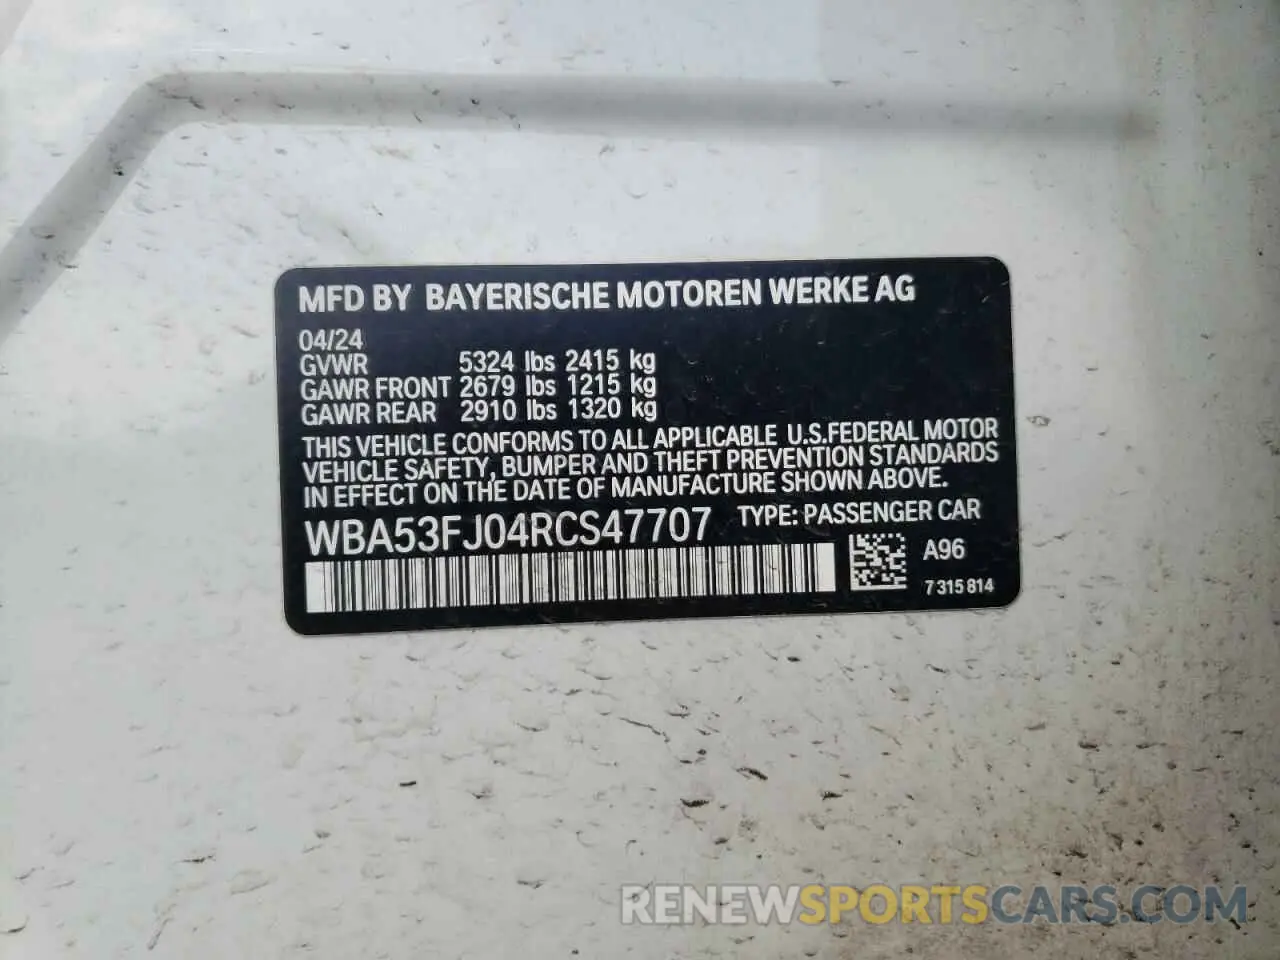 MFD BY BAYERISCHE MOTOREN WERKE AG
04/24
GVWR 5324 lbs 2415 kg
GAWR FRONT 2679 lbs 1215 kg
GAWR REAR 2910 lbs 1320 kg
THIS VEHICLE CONFORMS TO ALL APPLICABLE U.S.FEDERAL MOTOR
VEHICLE SAFETY, BUMPER AND THEFT PREVENTION STANDARDS
IN EFFECT ON THE DATE OF MANUFACTURE SHOWN ABOVE.
WBA53FJ04RCS47707 TYPE: PASSENGER CAR
A96
7 315 814
RENEWSPORTSCARS.COM